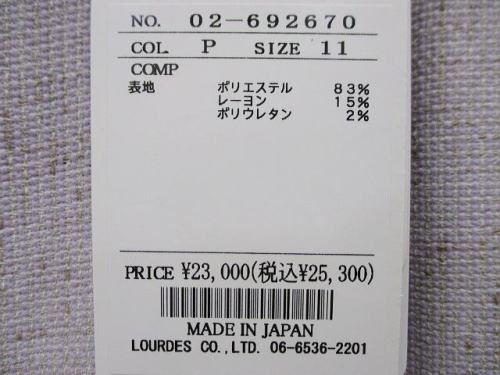 NO. 02-692670
COL. P SIZE 11
COMP
表地 ポリエステル 83%
レーヨン 15%
ポリウレタン 2%
PRICE ¥23,000(税込¥25,300)
MADE IN JAPAN
LOURDES CO.,LTD. 06-6536-2201